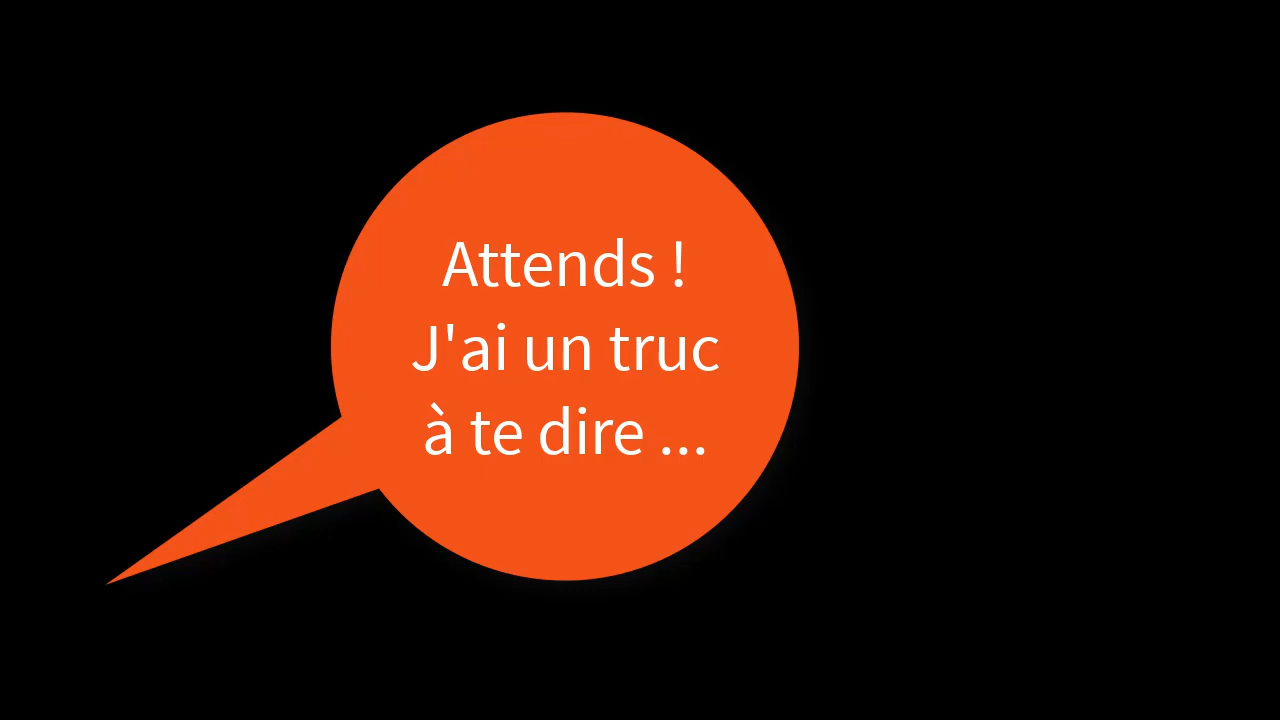 Attends !
J'ai un truc
à te dire ...